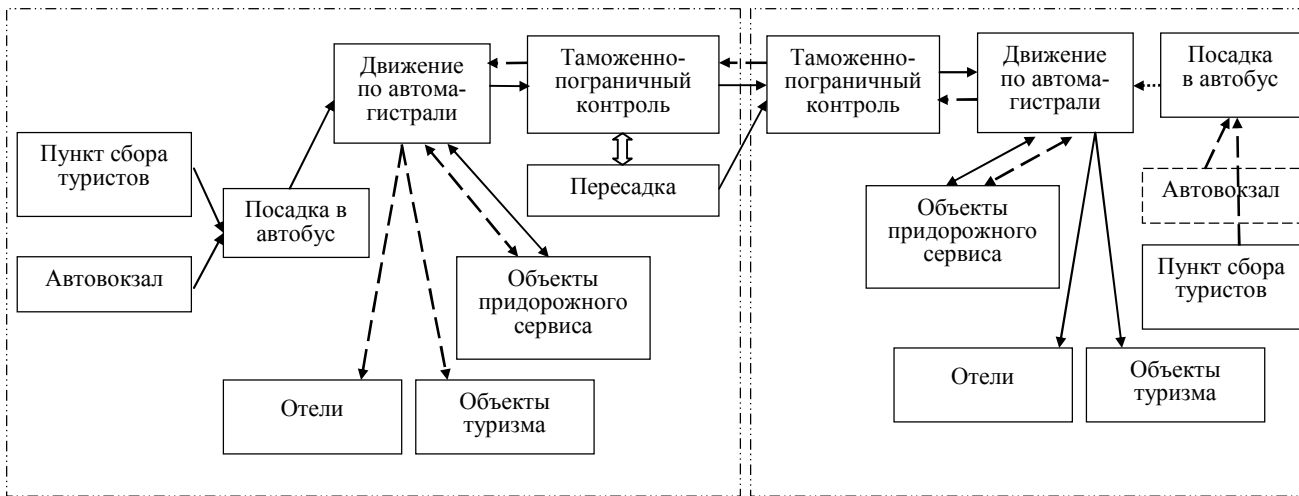 Пункт сбора
туристов
Автовокзал
Посадка в
автобус
Движение
по автома-
гистрали
Таможенно-
пограничный
контроль
Пересадка
Объекты
придорожного
сервиса
Отели
Объекты
туризма
Таможенно-
пограничный
контроль
Движение
по автома-
гистрали
Посадка
в автобус
Автовокзал
Пункт сбора
туристов
Объекты
придорожного
сервиса
Отели
Объекты
туризма